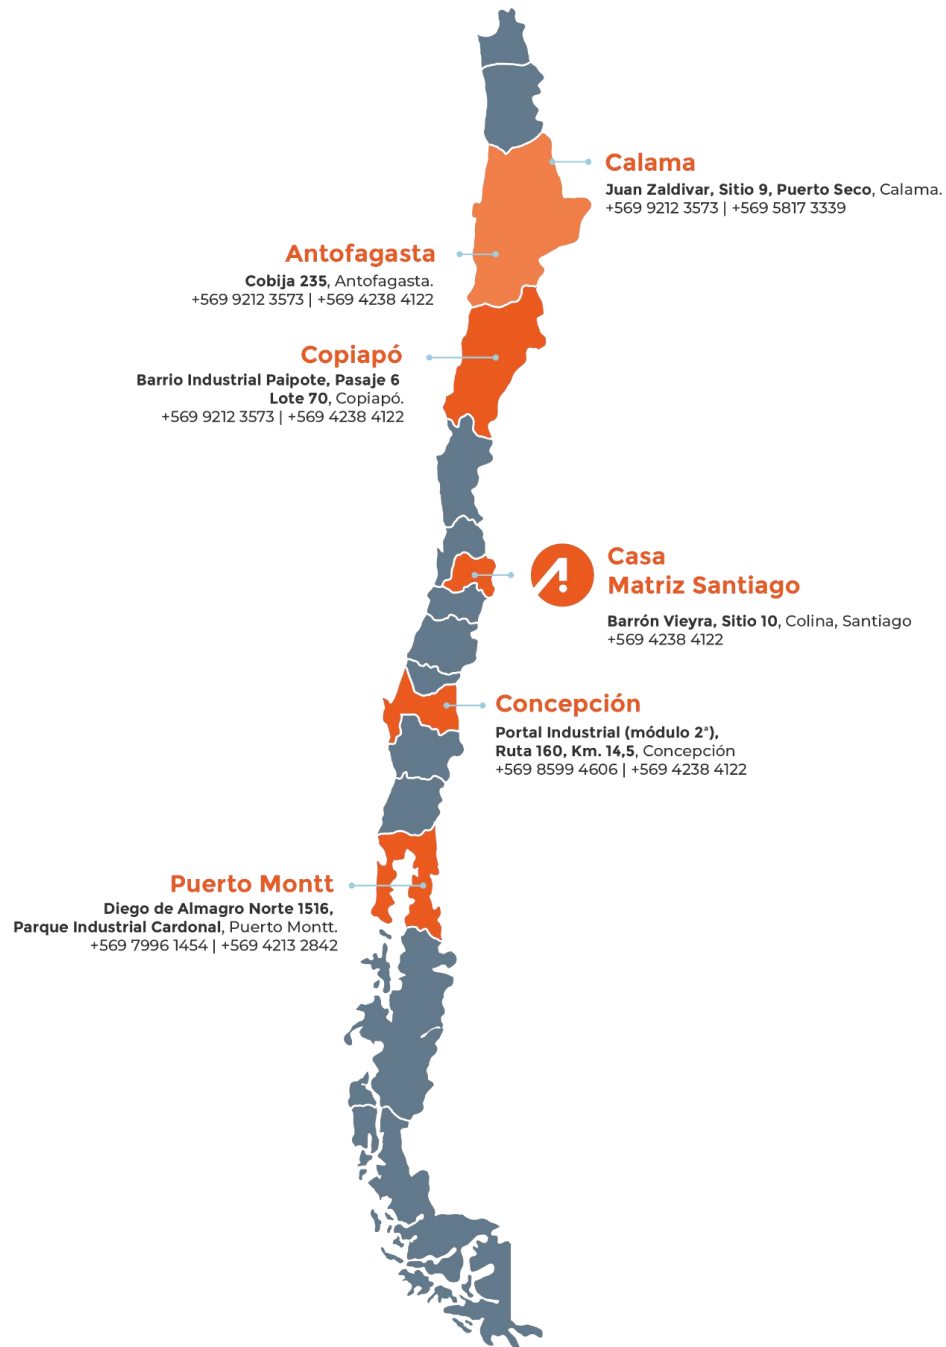 Calama
Juan Zaldivar, Sitio 9, Puerto Seco, Calama.
+569 9212 3573 | +569 5817 3339
Antofagasta
Cobija 235, Antofagasta.
+569 9212 3573 | +569 4238 4122
Copiapó
Barrio Industrial Paipote, Pasaje 6
Lote 70, Copiapó.
+569 9212 3573 | +569 4238 4122
Casa
Matriz Santiago
Barrón Vieyra, Sitio 10, Colina, Santiago
+569 4238 4122
Concepción
Portal Industrial (módulo 2ª),
Ruta 160, Km. 14,5, Concepción
+569 8599 4606 | +569 4238 4122
Puerto Montt
Diego de Almagro Norte 1516,
Parque Industrial Cardonal, Puerto Montt.
+569 7996 1454 | +569 4213 2842